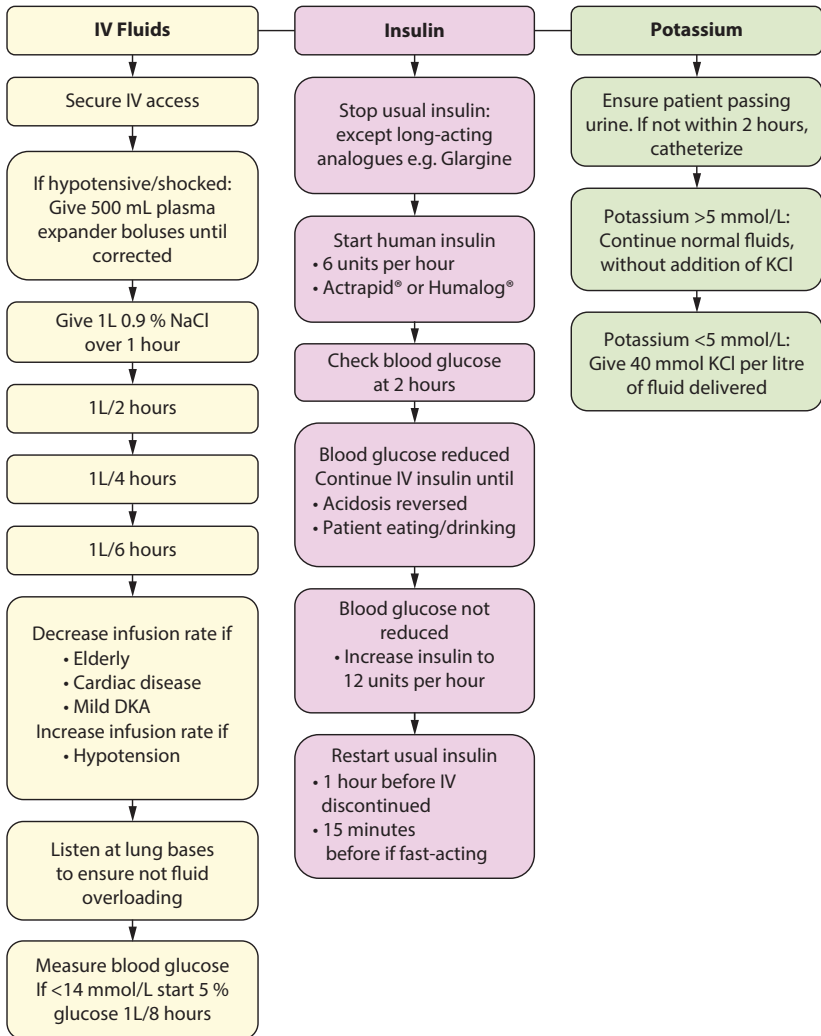 IV Fluids
Secure IV access
If hypotensive/shocked:
Give 500 mL plasma
expander boluses until
corrected
Give 1L 0.9 % NaCl
over 1 hour
1L/2 hours
1L/4 hours
1L/6 hours
Decrease infusion rate if
• Elderly
• Cardiac disease
• Mild DKA
Increase infusion rate if
• Hypotension
Listen at lung bases
to ensure not fluid
overloading
Measure blood glucose
If <14 mmol/L start 5 %
glucose 1L/8 hours
Insulin
Stop usual insulin:
except long-acting
analogues e.g. Glargine
Start human insulin
• 6 units per hour
• Actrapid® or Humalog®
Check blood glucose
at 2 hours
Blood glucose reduced
Continue IV insulin until
• Acidosis reversed
• Patient eating/drinking
Blood glucose not
reduced
• Increase insulin to
12 units per hour
Restart usual insulin
• 1 hour before IV
discontinued
• 15 minutes
before if fast-acting
Potassium
Ensure patient passing
urine. If not within 2 hours,
catheterize
Potassium >5 mmol/L:
Continue normal fluids,
without addition of KCl
Potassium <5 mmol/L:
Give 40 mmol KCl per litre
of fluid delivered